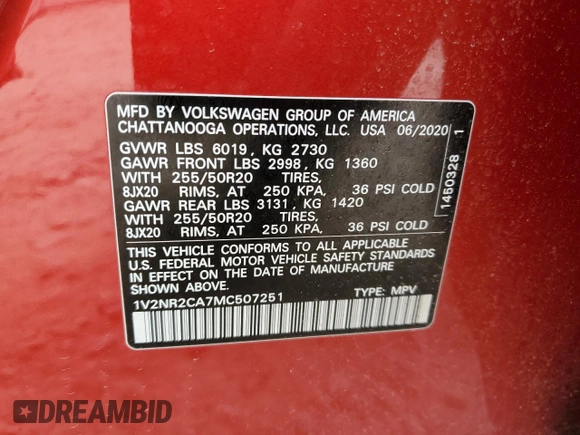 MFD BY VOLKSWAGEN GROUP OF AMERICA
CHATTANOOGA OPERATIONS, LLC. USA 06/2020
GVWR LBS 6019, KG 2730
GAWR FRONT LBS 2998, KG 1360
WITH 255/50R20 TIRES,
8JX20 RIMS, AT 250 KPA, 36 PSI COLD
GAWR REAR LBS 3131, KG 1420
WITH 255/50R20 TIRES,
8JX20 RIMS, AT 250 KPA, 36 PSI COLD
THIS VEHICLE CONFORMS TO ALL APPLICABLE
U.S. FEDERAL MOTOR VEHICLE SAFETY STANDARDS
IN EFFECT ON THE DATE OF MANUFACTURE
SHOWN ABOVE.
1V2NR2CA7MC507251 TYPE: MPV
1450328 1
DREAMBID